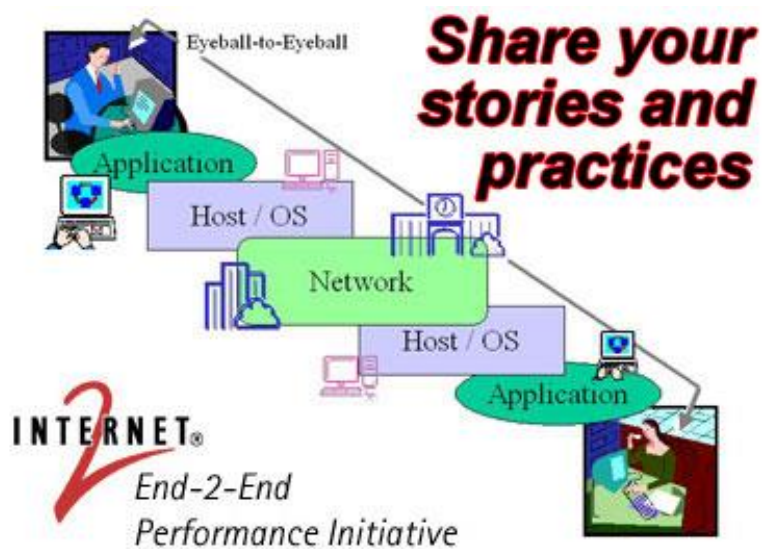 Eyeball-to-Eyeball
Share your
stories and
practices
Application
Host / OS
Network
Host / OS
Application
INTERNET®
2
End-2-End
Performance Initiative